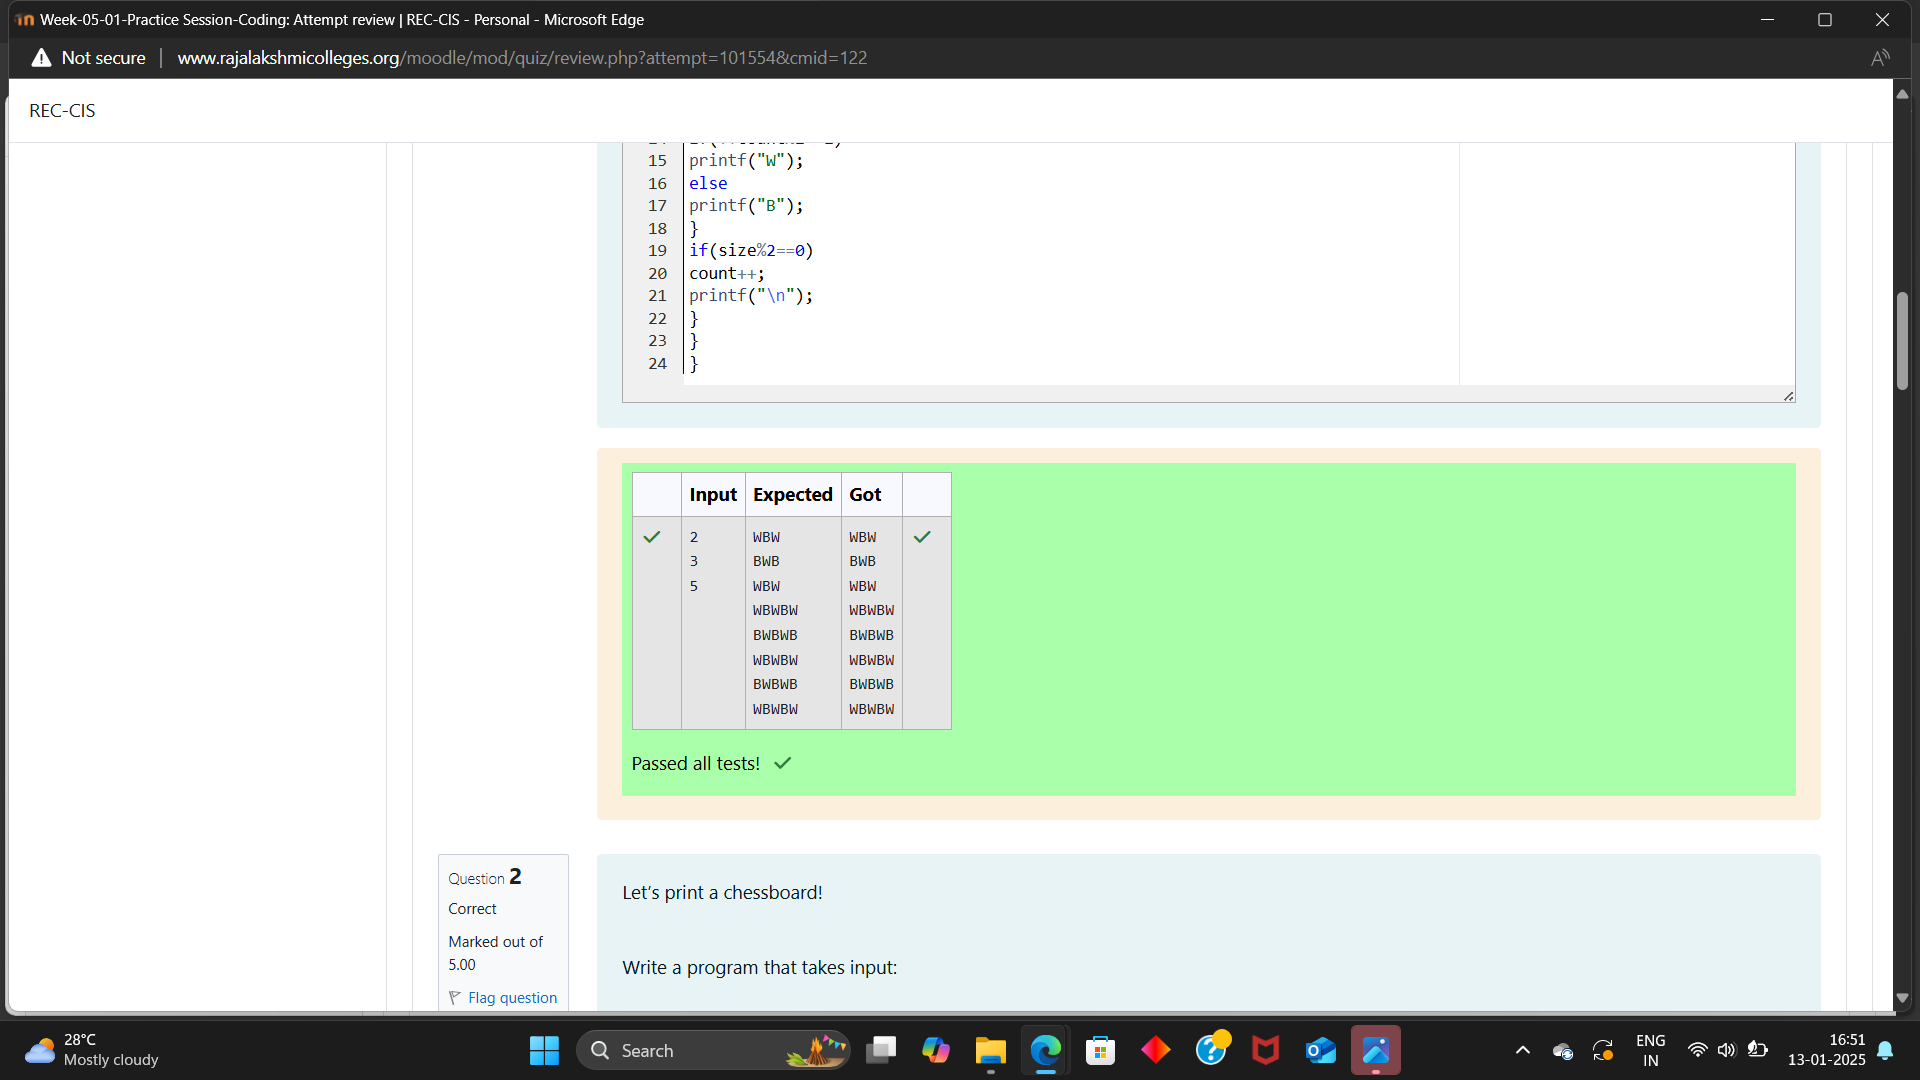 Week-05-01-Practice Session-Coding: Attempt review | REC-CIS - Personal - Microsoft Edge
Not secure
www.rajalakshmicolleges.org/moodle/mod/quiz/review.php?attempt=101554&cmid=122
REC-CIS
15 printf("W");
16 else
17 printf("B");
18 }
19 if(size%2==0)
20 count++;
21 printf("\n");
22 }
23 }
24 }
Input Expected Got
2 WBW WBW
3 BWB BWB
5 WBW WBW
WBWBW WBWBW
BWBWB BWBWB
WBWBW WBWBW
BWBWB BWBWB
WBWBW WBWBW
Passed all tests!
Question 2
Correct
Marked out of
5.00
Flag question
Let's print a chessboard!
Write a program that takes input:
28°C
Mostly cloudy
Search
ENG
IN
16:51
13-01-2025